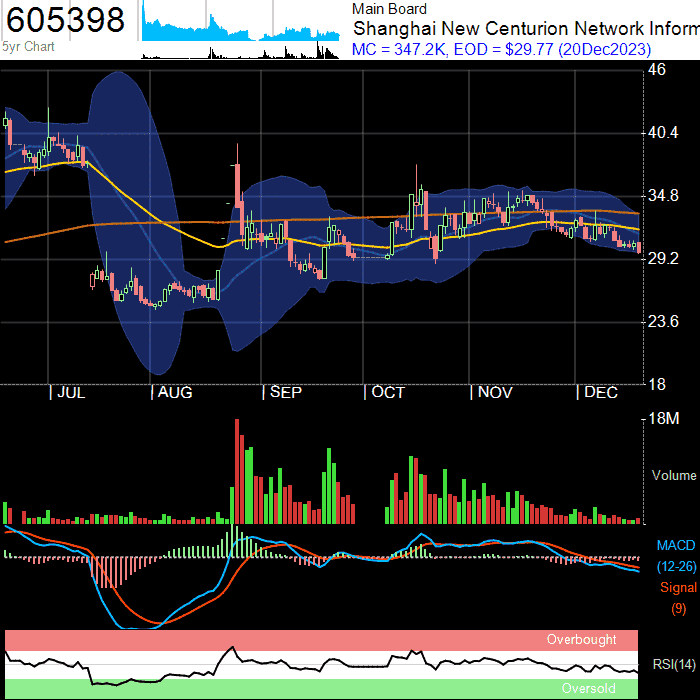 605398
5yr Chart
Main Board
Shanghai New Centurion Network Inform
MC = 347.2K, EOD = $29.77 (20Dec2023)
46
40.4
34.8
29.2
23.6
18
| JUL | AUG | SEP | OCT | NOV | DEC
18M
Volume
MACD
(12-26)
Signal
(9)
Overbought
RSI(14)
Oversold